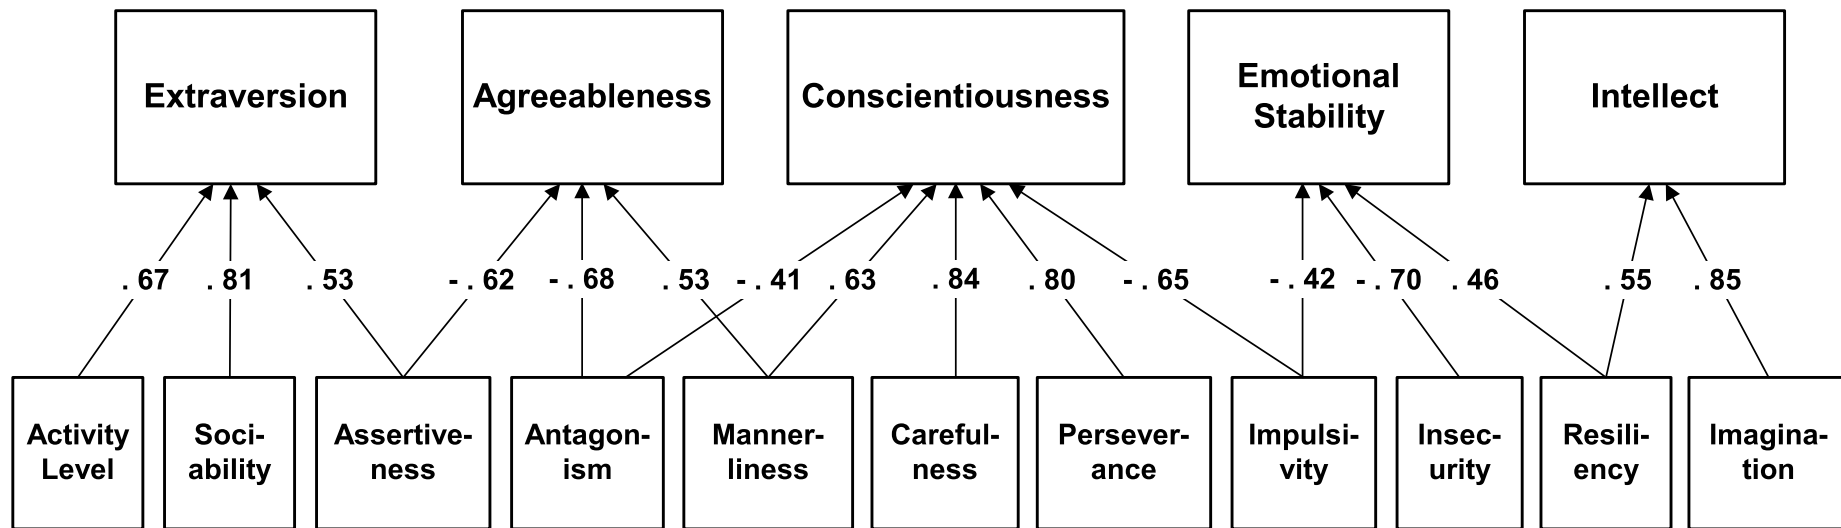 Extraversion
Agreeableness
Conscientiousness
Emotional
Stability
Intellect
. 67
. 81
. 53
- . 62
- . 68
. 53
- . 41
. 63
. 84
. 80
- . 65
- . 42
- . 70
. 46
. 55
. 85
Activity
Level
Soci-
ability
Assertive-
ness
Antagon-
ism
Manner-
liness
Careful-
ness
Persever-
ance
Impulsi-
vity
Insec-
urity
Resili-
ency
Imagina-
tion